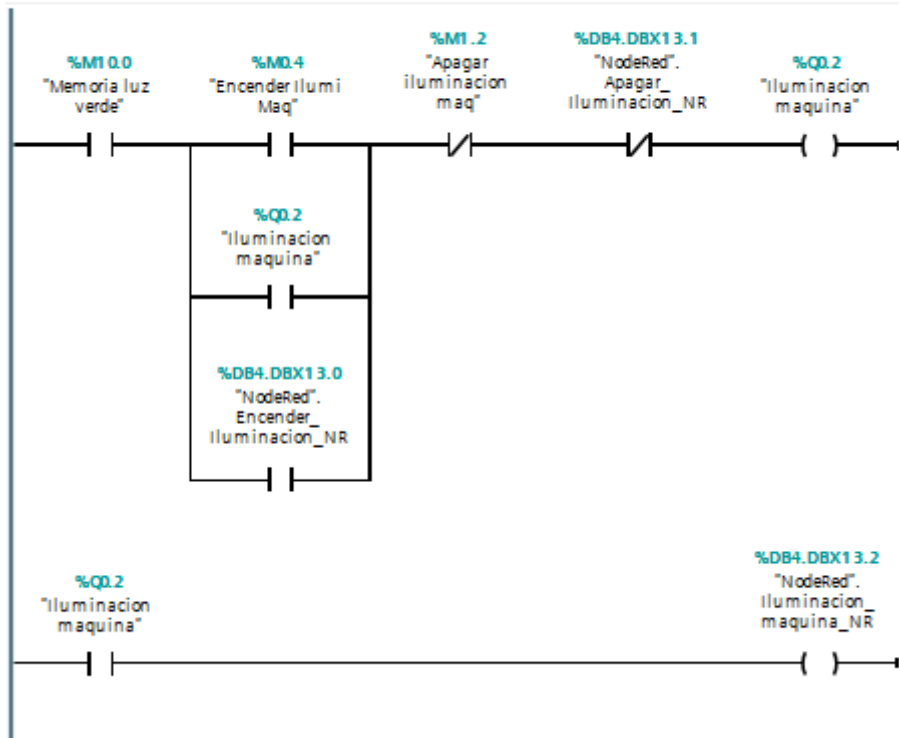 %M10.0
"Memoria luz
verde"
%M0.4
"Encender Ilumi
Maq"
%M1.2
"Apagar
iluminacion
maq"
%DB4.DBX13.1
"NodeRed".
Apagar_
Iluminacion_NR
%Q0.2
"Iluminacion
maquina"
%Q0.2
"Iluminacion
maquina"
%DB4.DBX13.0
"NodeRed".
Encender_
Iluminacion_NR
%Q0.2
"Iluminacion
maquina"
%DB4.DBX13.2
"NodeRed".
Iluminacion_
maquina_NR